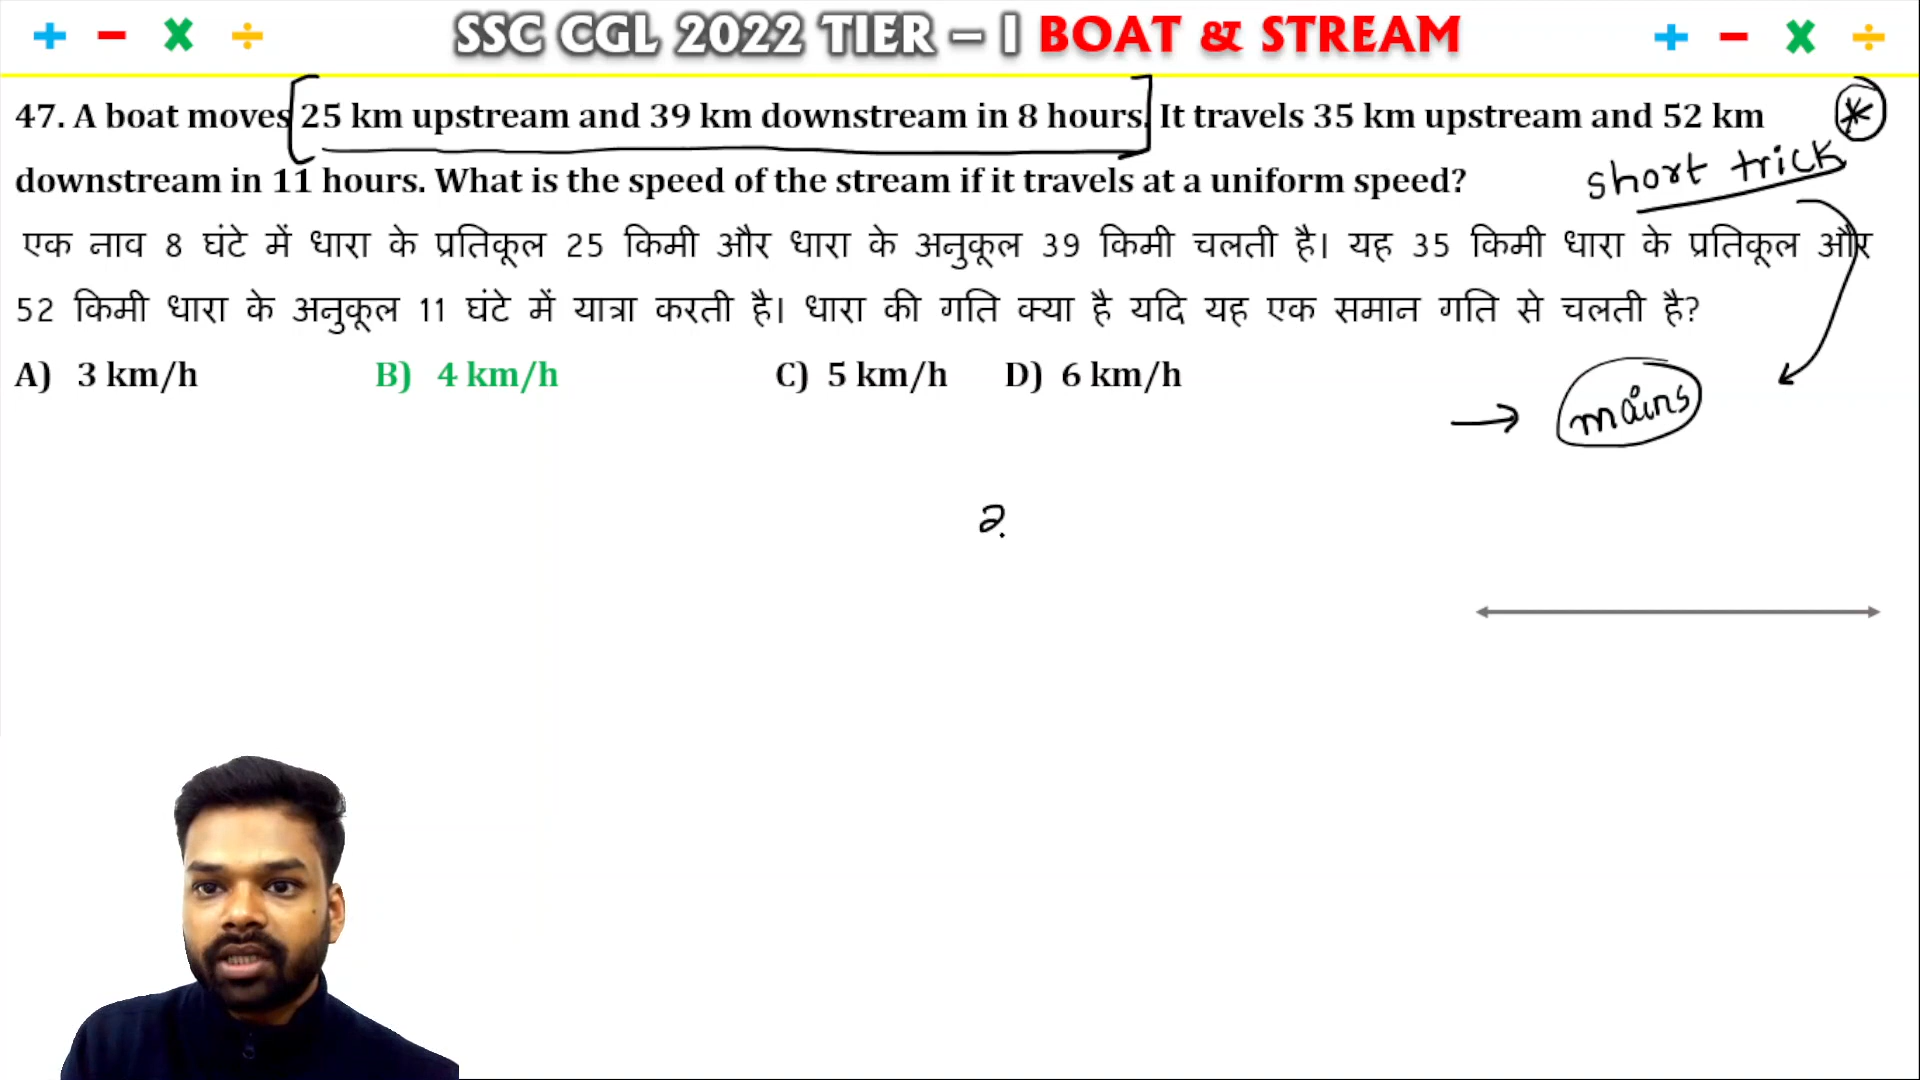 + - × ÷ SSC CGL 2022 TIER – I BOAT & STREAM + - × ÷
47. A boat moves 25 km upstream and 39 km downstream in 8 hours. It travels 35 km upstream and 52 km
downstream in 11 hours. What is the speed of the stream if it travels at a uniform speed?
short trick
एक नाव 8 घंटे में धारा के प्रतिकूल 25 किमी और धारा के अनुकूल 39 किमी चलती है। यह 35 किमी धारा के प्रतिकूल और
52 किमी धारा के अनुकूल 11 घंटे में यात्रा करती है। धारा की गति क्या है यदि यह एक समान गति से चलती है?
A) 3 km/h B) 4 km/h C) 5 km/h D) 6 km/h
mains
2